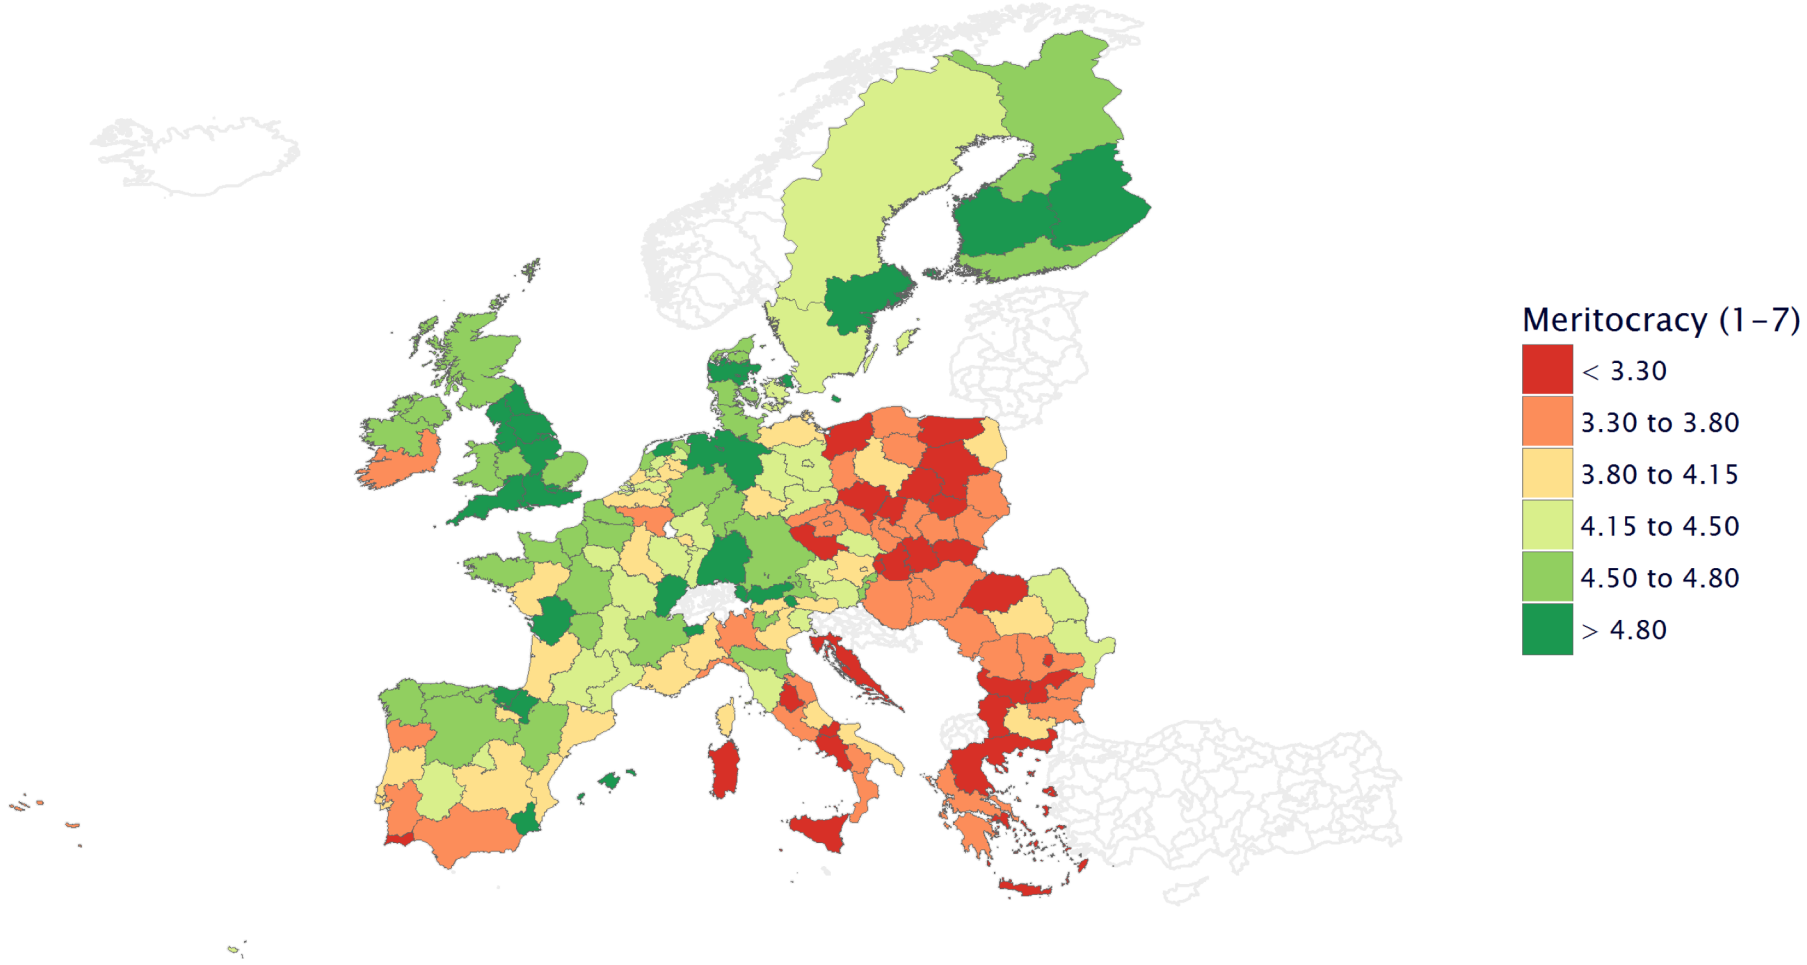 Meritocracy (1–7)
< 3.30
3.30 to 3.80
3.80 to 4.15
4.15 to 4.50
4.50 to 4.80
> 4.80